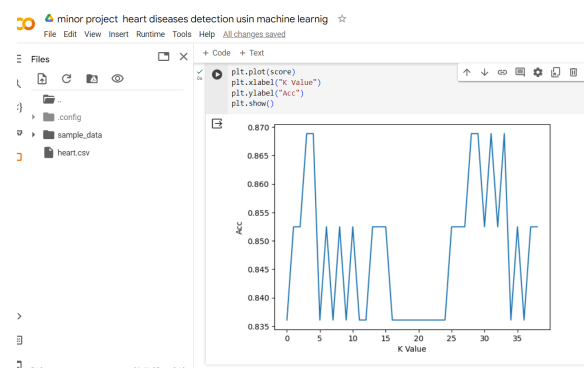 minor project heart diseases detection usin machine learnig
File Edit View Insert Runtime Tools Help All changes saved
Files
+ Code + Text
..
.config
sample_data
heart.csv
0s
plt.plot(score)
plt.xlabel("K Value")
plt.ylabel("Acc")
plt.show()
0.870
0.865
0.860
0.855
0.850
0.845
0.840
0.835
Acc
0 5 10 15 20 25 30 35
K Value